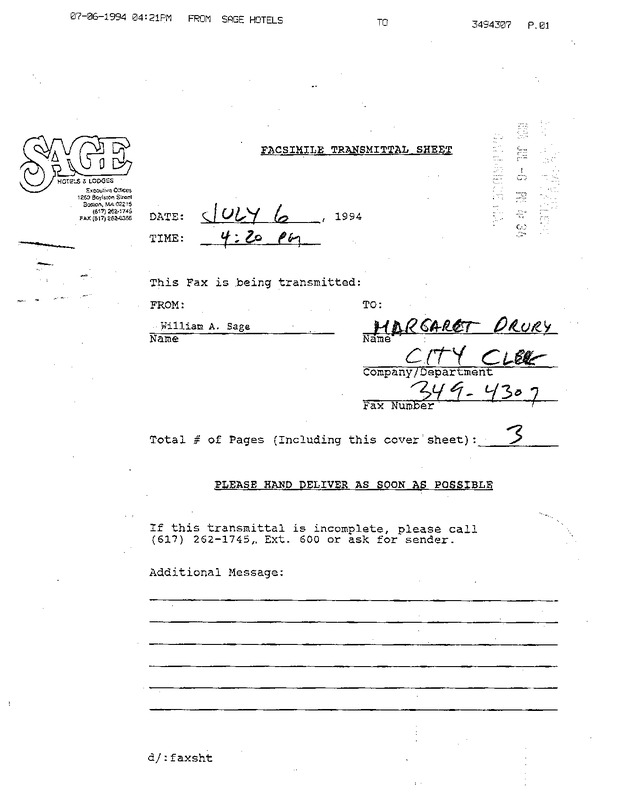 07-06-1994 04:21PM FROM SAGE HOTELS TO 3494307 P.01
SAGE
HOTELS & LODGES
Executive Offices
1260 Boylston Street
Boston, MA 02215
(617) 262-1745
FAX (617) 262-0355
FACSIMILE TRANSMITTAL SHEET
DATE: JULY 6, 1994
TIME: 4:20 PM
This Fax is being transmitted:
FROM: TO:
William A. Sage MARGARET DRURY
Name Name
CITY CLERK
Company/Department
349-4307
Fax Number
Total # of Pages (Including this cover sheet): 3
PLEASE HAND DELIVER AS SOON AS POSSIBLE
If this transmittal is incomplete, please call
(617) 262-1745, Ext. 600 or ask for sender.
Additional Message:
d/:faxsht